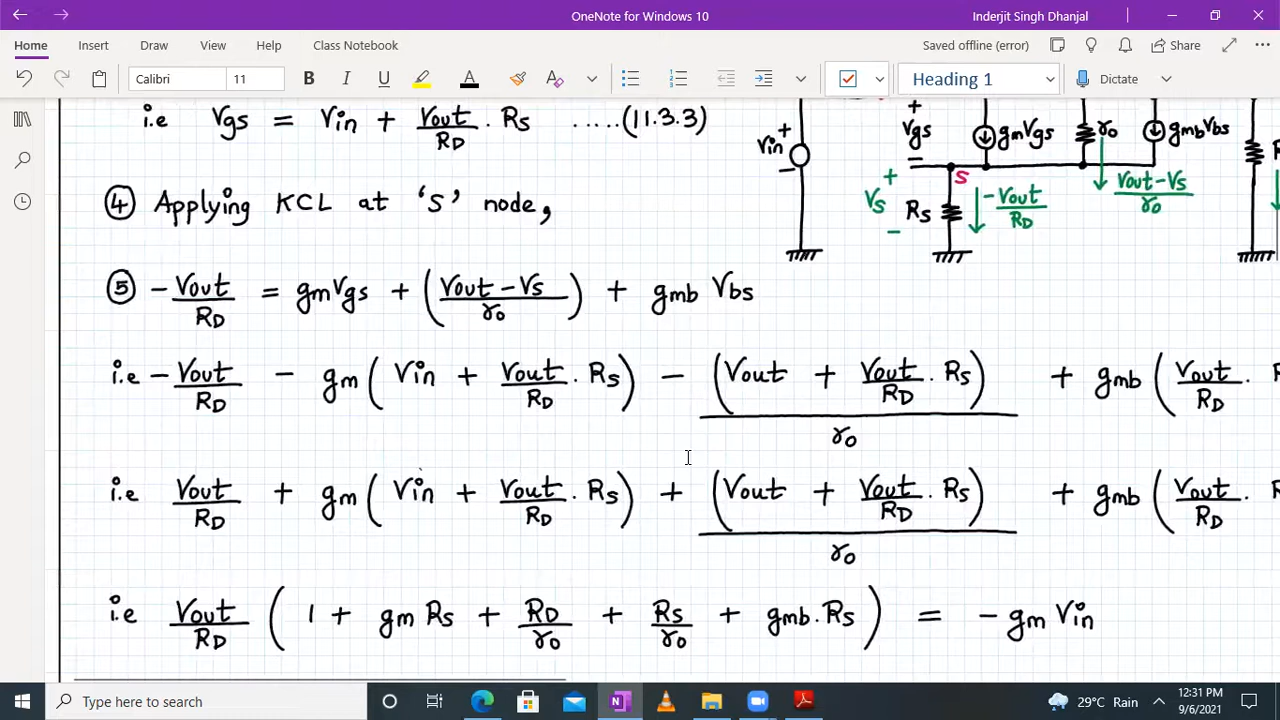 OneNote for Windows 10
Inderjit Singh Dhanjal
Home Insert Draw View Help Class Notebook
Saved offline (error)
Share
Calibri 11 B I U A Heading 1 Dictate
i.e Vgs = Vin + Vout/RD . Rs .....(11.3.3)
④ Applying KCL at 'S' node,
⑤ -Vout/RD = gmVgs + (Vout-Vs/ro) + gmb Vbs
i.e -Vout/RD - gm(Vin + Vout/RD . Rs) - (Vout + Vout/RD . Rs)/ro + gmb (Vout/RD .
i.e Vout/RD + gm(Vin + Vout/RD . Rs) + (Vout + Vout/RD . Rs)/ro + gmb (Vout/RD .
i.e Vout/RD (1 + gm Rs + RD/ro + Rs/ro + gmb.Rs) = -gm Vin
Vin + -
+ Vgs -
gmVgs
ro
gmbVbs
S
+ Vs -
Rs
-Vout/RD
Vout-Vs/ro
Type here to search
29°C Rain
12:31 PM
9/6/2021